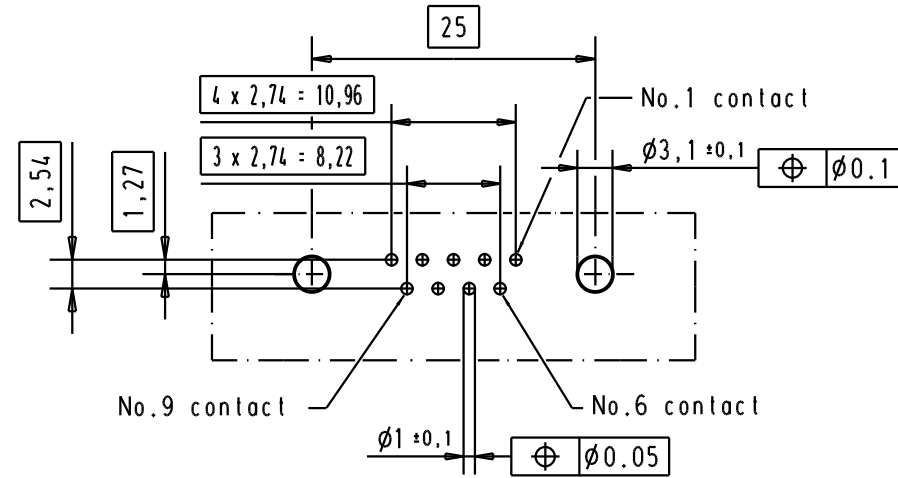 25
4 x 2,74 = 10,96
No.1 contact
3 x 2,74 = 8,22
Ø3,1 ±0,1
⌖ Ø0.1
2,54
1,27
No.9 contact
No.6 contact
Ø1 ±0,1
⌖ Ø0.05